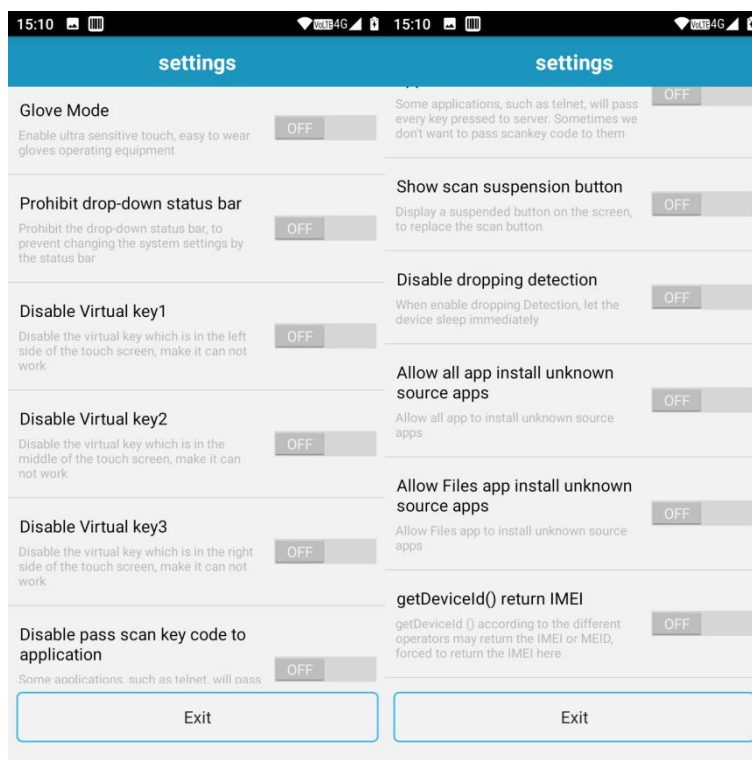 15:10
VoLTE 4G
settings
Glove Mode
Enable ultra sensitive touch, easy to wear
gloves operating equipment
OFF
Prohibit drop-down status bar
Prohibit the drop-down status bar, to
prevent changing the system settings by
the status bar
OFF
Disable Virtual key1
Disable the virtual key which is in the left
side of the touch screen, make it can not
work
OFF
Disable Virtual key2
Disable the virtual key which is in the
middle of the touch screen, make it can
not work
OFF
Disable Virtual key3
Disable the virtual key which is in the right
side of the touch screen, make it can not
work
OFF
Disable pass scan key code to
application
Some applications, such as telnet, will pass
OFF
Exit
15:10
VoLTE 4G
settings
Some applications, such as telnet, will pass
every key pressed to server. Sometimes we
don't want to pass scankey code to them
OFF
Show scan suspension button
Display a suspended button on the screen,
to replace the scan button
OFF
Disable dropping detection
When enable dropping Detection, let the
device sleep immediately
OFF
Allow all app install unknown
source apps
Allow all app to install unknown source
apps
OFF
Allow Files app install unknown
source apps
Allow Files app to install unknown source
apps
OFF
getDeviceId() return IMEI
getDeviceId () according to the different
operators may return the IMEI or MEID,
forced to return the IMEI here
OFF
Exit